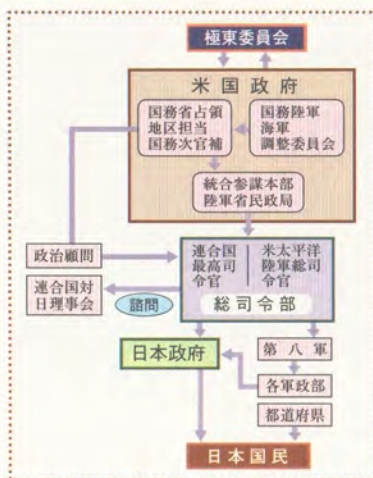 極東委員会
米国政府
国務省占領
地区担当
国務次官補
国務陸軍
海軍
調整委員会
統合参謀本部
陸軍省民政局
政治顧問
連合国
最高司
令官
米太平洋
陸軍総司
令官
総司令部
連合国対
日理事会
諮問
日本政府
第八軍
各軍政部
都道府県
日本国民